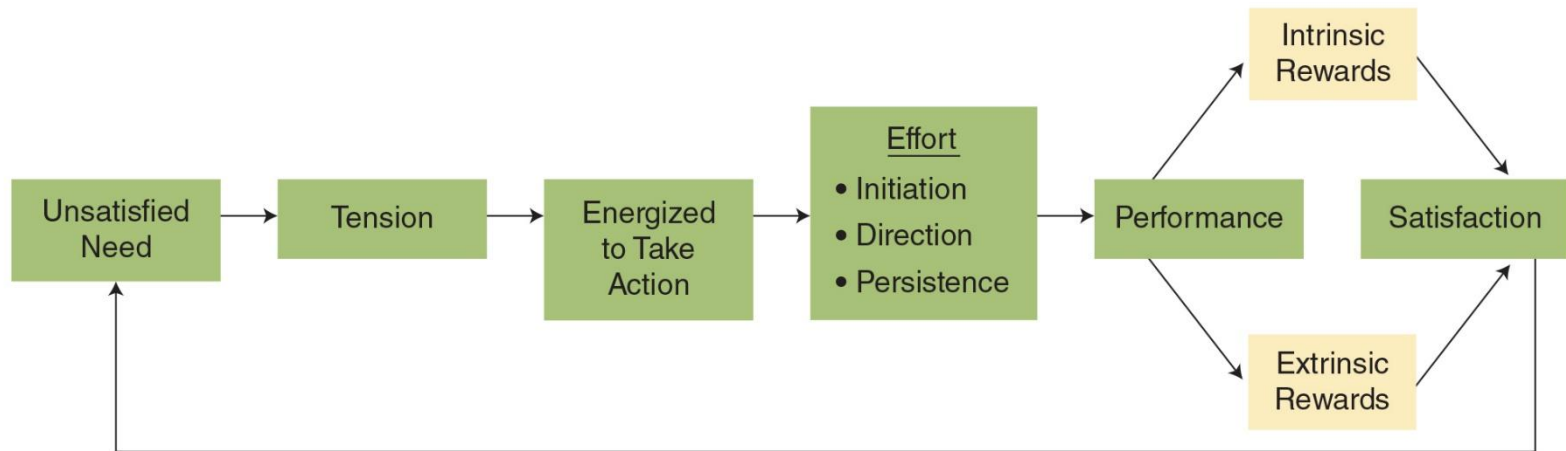 Unsatisfied
Need
Tension
Energized
to Take
Action
Effort
• Initiation
• Direction
• Persistence
Performance
Intrinsic
Rewards
Extrinsic
Rewards
Satisfaction